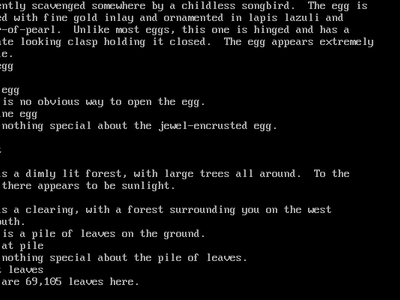 ently scavenged somewhere by a childless songbird.  The egg is
d with fine gold inlay and ornamented in lapis lazuli and
-of-pearl.  Unlike most eggs, this one is hinged and has a
ate looking clasp holding it closed.  The egg appears extremely
le.
egg
egg
is no obvious way to open the egg.
ine egg
nothing special about the jewel-encrusted egg.
s a dimly lit forest, with large trees all around.  To the
there appears to be sunlight.
s a clearing, with a forest surrounding you on the west
outh.
is a pile of leaves on the ground.
at pile
nothing special about the pile of leaves.
t leaves
are 69,105 leaves here.